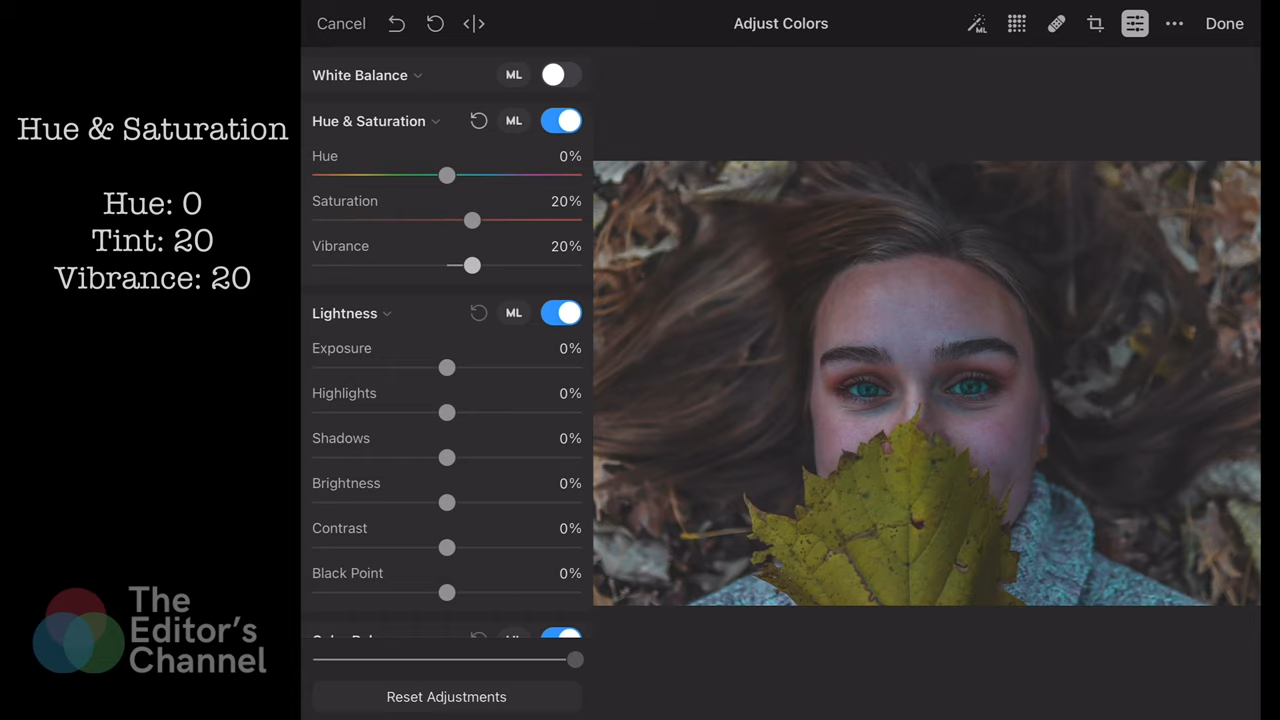 Hue & Saturation
Hue: 0
Tint: 20
Vibrance: 20
The
Editor's
Channel
Cancel
Adjust Colors
ML
Done
White Balance
ML
Hue & Saturation
ML
Hue
0%
Saturation
20%
Vibrance
20%
Lightness
ML
Exposure
0%
Highlights
0%
Shadows
0%
Brightness
0%
Contrast
0%
Black Point
0%
Reset Adjustments